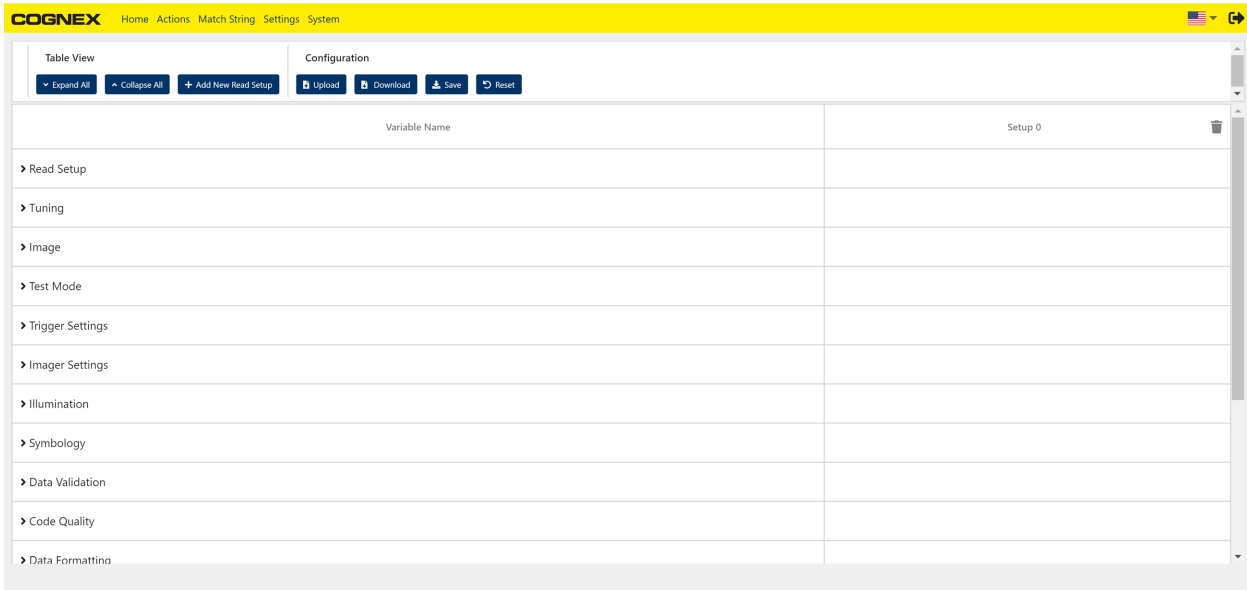 COGNEX Home Actions Match String Settings System
Table View Configuration
Expand All Collapse All Add New Read Setup Upload Download Save Reset
Variable Name Setup 0
Read Setup
Tuning
Image
Test Mode
Trigger Settings
Imager Settings
Illumination
Symbology
Data Validation
Code Quality
Data Formatting